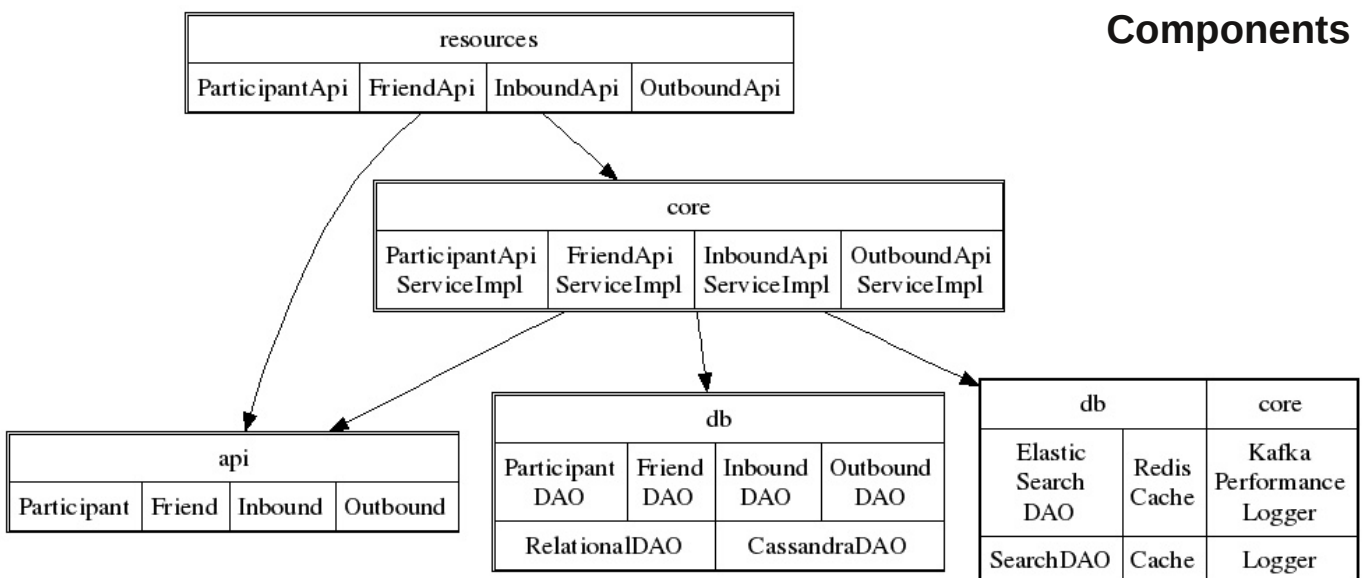 Components
resources
ParticipantApi FriendApi InboundApi OutboundApi
core
ParticipantApi FriendApi InboundApi OutboundApi
ServiceImpl ServiceImpl ServiceImpl ServiceImpl
api
Participant Friend Inbound Outbound
db
Participant Friend Inbound Outbound
DAO DAO DAO DAO
RelationalDAO CassandraDAO
db core
Elastic
Search
DAO
Redis
Cache
Kafka
Performance
Logger
SearchDAO Cache Logger